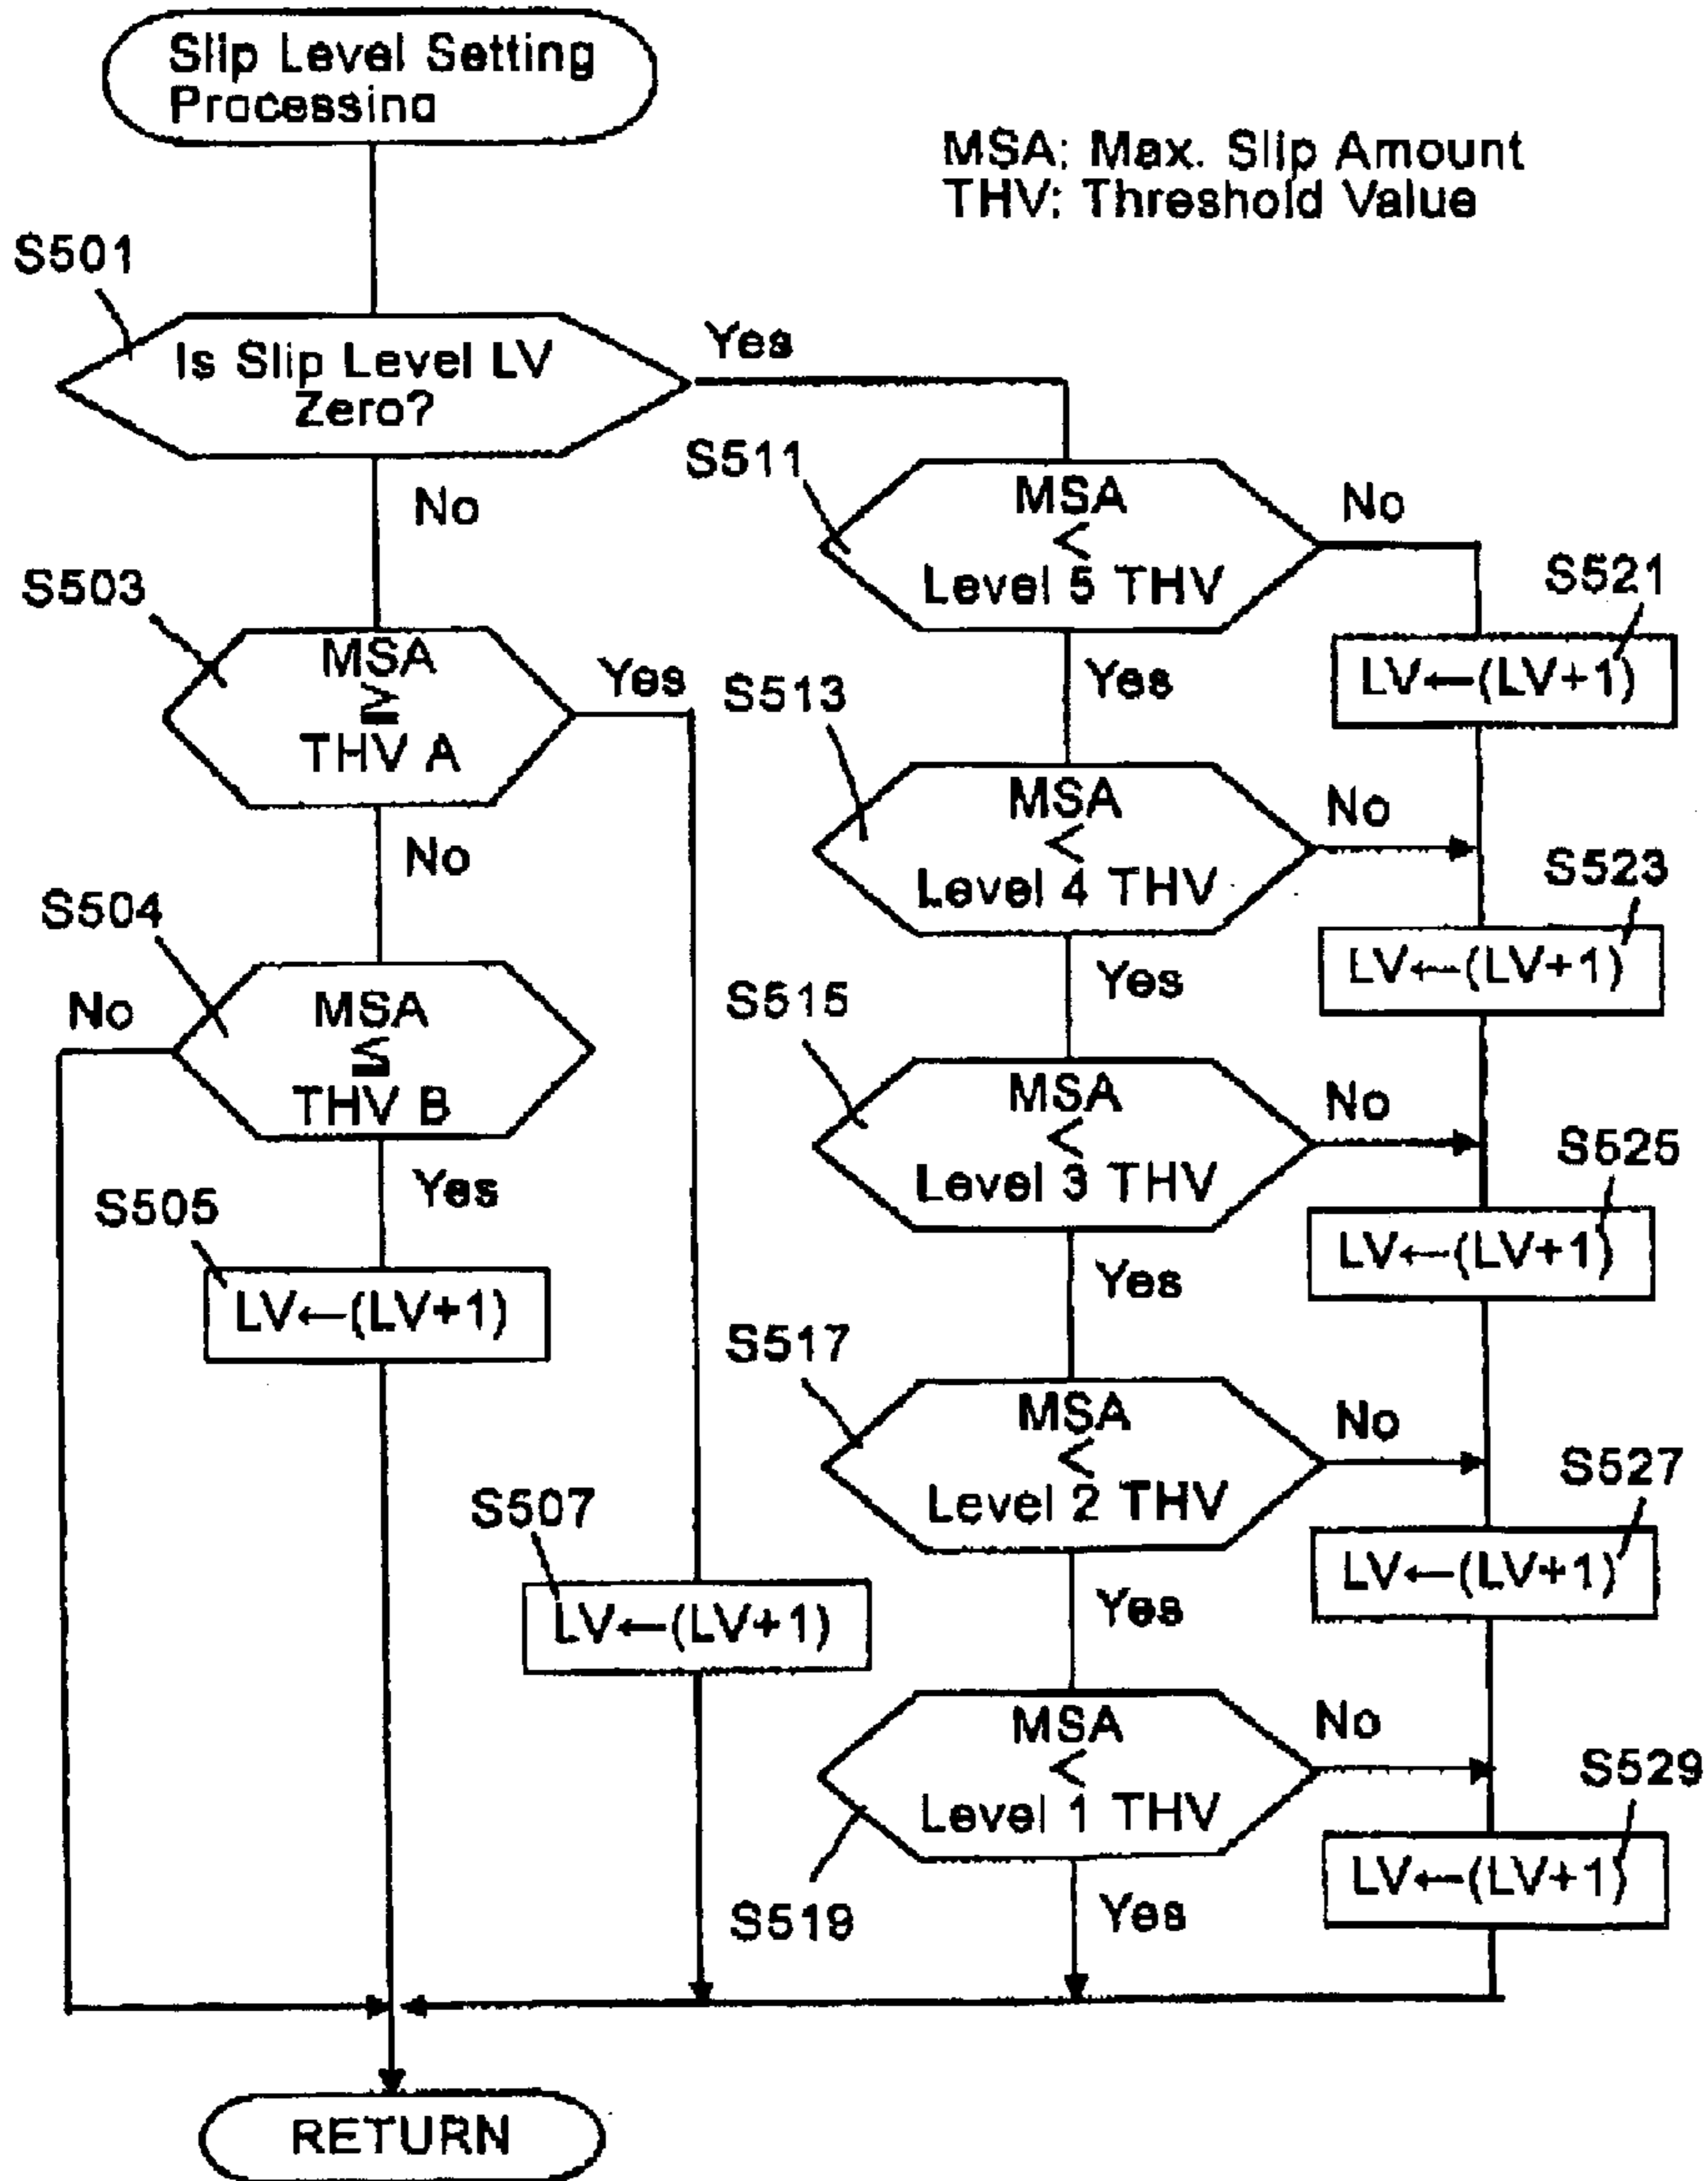 Slip Level Setting
Processing
MSA: Max. Slip Amount
THV: Threshold Value
S501
Is Slip Level LV
Zero?
Yes
No
S503
MSA
≧
THV A
Yes
No
S504
MSA
≦
THV B
No
Yes
S505
LV←(LV+1)
S507
LV←(LV+1)
S511
MSA
<
Level 5 THV
No
Yes
S521
LV←(LV+1)
S513
MSA
<
Level 4 THV
No
Yes
S523
LV←(LV+1)
S515
MSA
<
Level 3 THV
No
Yes
S525
LV←(LV+1)
S517
MSA
<
Level 2 THV
No
Yes
S527
LV←(LV+1)
S519
MSA
<
Level 1 THV
No
Yes
S529
LV←(LV+1)
RETURN